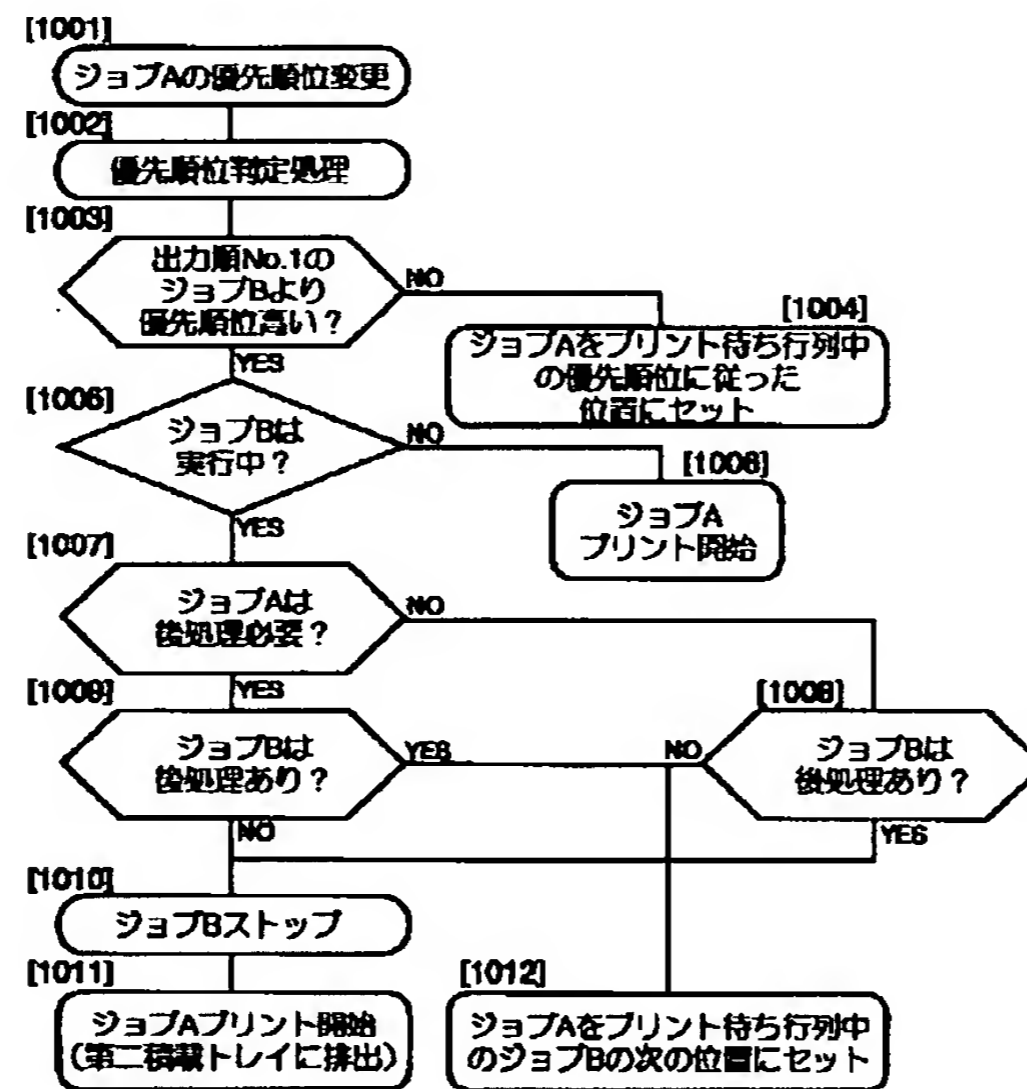 [1001]
ジョブAの優先順位変更
[1002]
優先順位判定処理
[1003]
出力順No.1の
ジョブBより
優先順位高い?
NO
YES
[1004]
ジョブAをプリント待ち行列中
の優先順位に従った
位置にセット
[1005]
ジョブBは
実行中?
NO
YES
[1006]
ジョブA
プリント開始
[1007]
ジョブAは
後処理必要?
NO
YES
[1009]
ジョブBは
後処理あり?
YES
NO
[1008]
ジョブBは
後処理あり?
NO
YES
[1010]
ジョブBストップ
[1011]
ジョブAプリント開始
(第二積載トレイに排出)
[1012]
ジョブAをプリント待ち行列中
のジョブBの次の位置にセット